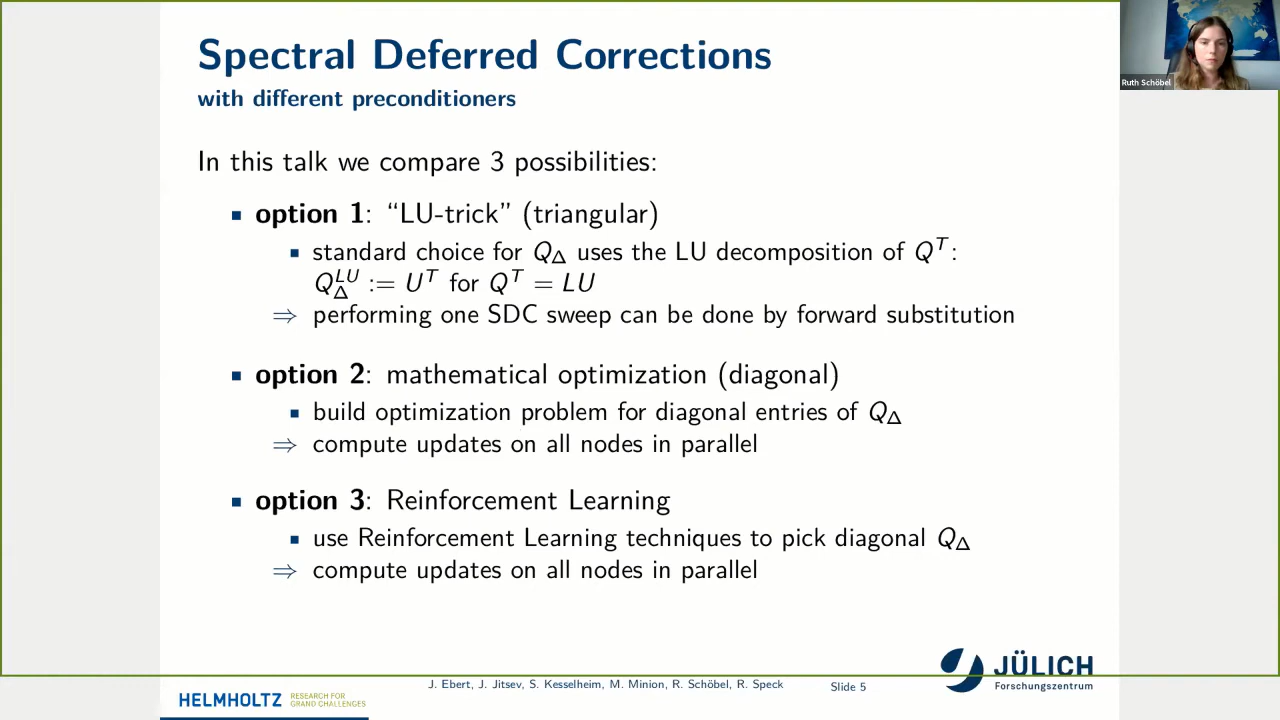 Spectral Deferred Corrections
with different preconditioners
Ruth Schöbel
In this talk we compare 3 possibilities:
▪ option 1: “LU-trick” (triangular)
▪ standard choice for Q_Δ uses the LU decomposition of Q^T:
Q_Δ^LU := U^T for Q^T = LU
⇒ performing one SDC sweep can be done by forward substitution
▪ option 2: mathematical optimization (diagonal)
▪ build optimization problem for diagonal entries of Q_Δ
⇒ compute updates on all nodes in parallel
▪ option 3: Reinforcement Learning
▪ use Reinforcement Learning techniques to pick diagonal Q_Δ
⇒ compute updates on all nodes in parallel
JÜLICH
Forschungszentrum
HELMHOLTZ
RESEARCH FOR
GRAND CHALLENGES
J. Ebert, J. Jitsev, S. Kesselheim, M. Minion, R. Schöbel, R. Speck
Slide 5